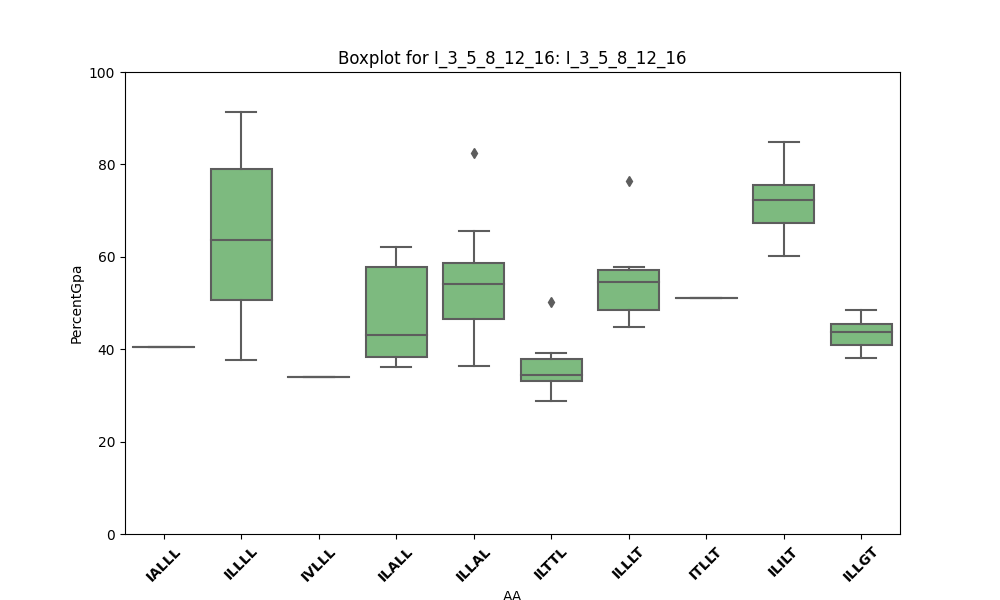 Boxplot for I_3_5_8_12_16: I_3_5_8_12_16
PercentGpa
100
80
60
40
20
0
IALLL ILLLL IVLLL ILALL ILLAL ILTTL ILLLT ITLLT ILILT ILLGT
AA